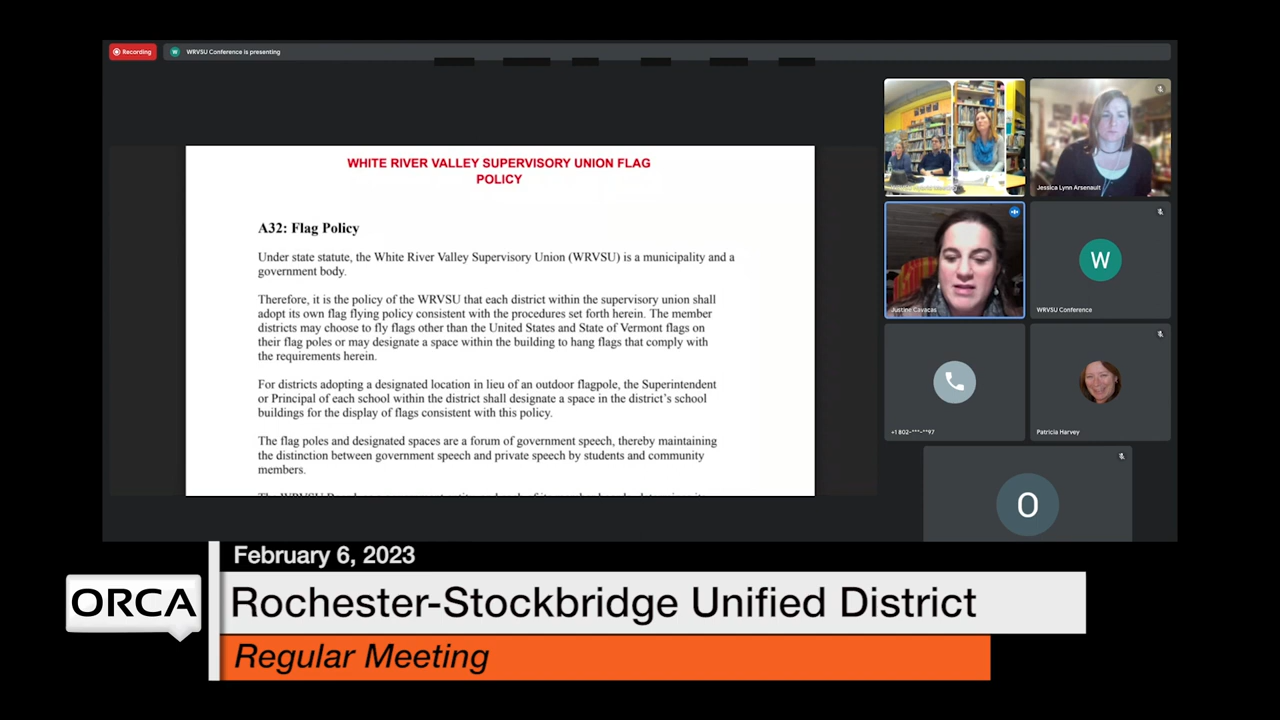 Recording
W
WRVSU Conference is presenting
WHITE RIVER VALLEY SUPERVISORY UNION FLAG
POLICY
A32: Flag Policy
Under state statute, the White River Valley Supervisory Union (WRVSU) is a municipality and a
government body.
Therefore, it is the policy of the WRVSU that each district within the supervisory union shall
adopt its own flag flying policy consistent with the procedures set forth herein. The member
districts may choose to fly flags other than the United States and State of Vermont flags on
their flag poles or may designate a space within the building to hang flags that comply with
the requirements herein.
For districts adopting a designated location in lieu of an outdoor flagpole, the Superintendent
or Principal of each school within the district shall designate a space in the district's school
buildings for the display of flags consistent with this policy.
The flag poles and designated spaces are a forum of government speech, thereby maintaining
the distinction between government speech and private speech by students and community
members.
Jessica Lynn Arsenault
Justine Cavacas
W
WRVSU Conference
+1 802-***-**97
Patricia Harvey
O
February 6, 2023
ORCA
Rochester-Stockbridge Unified District
Regular Meeting